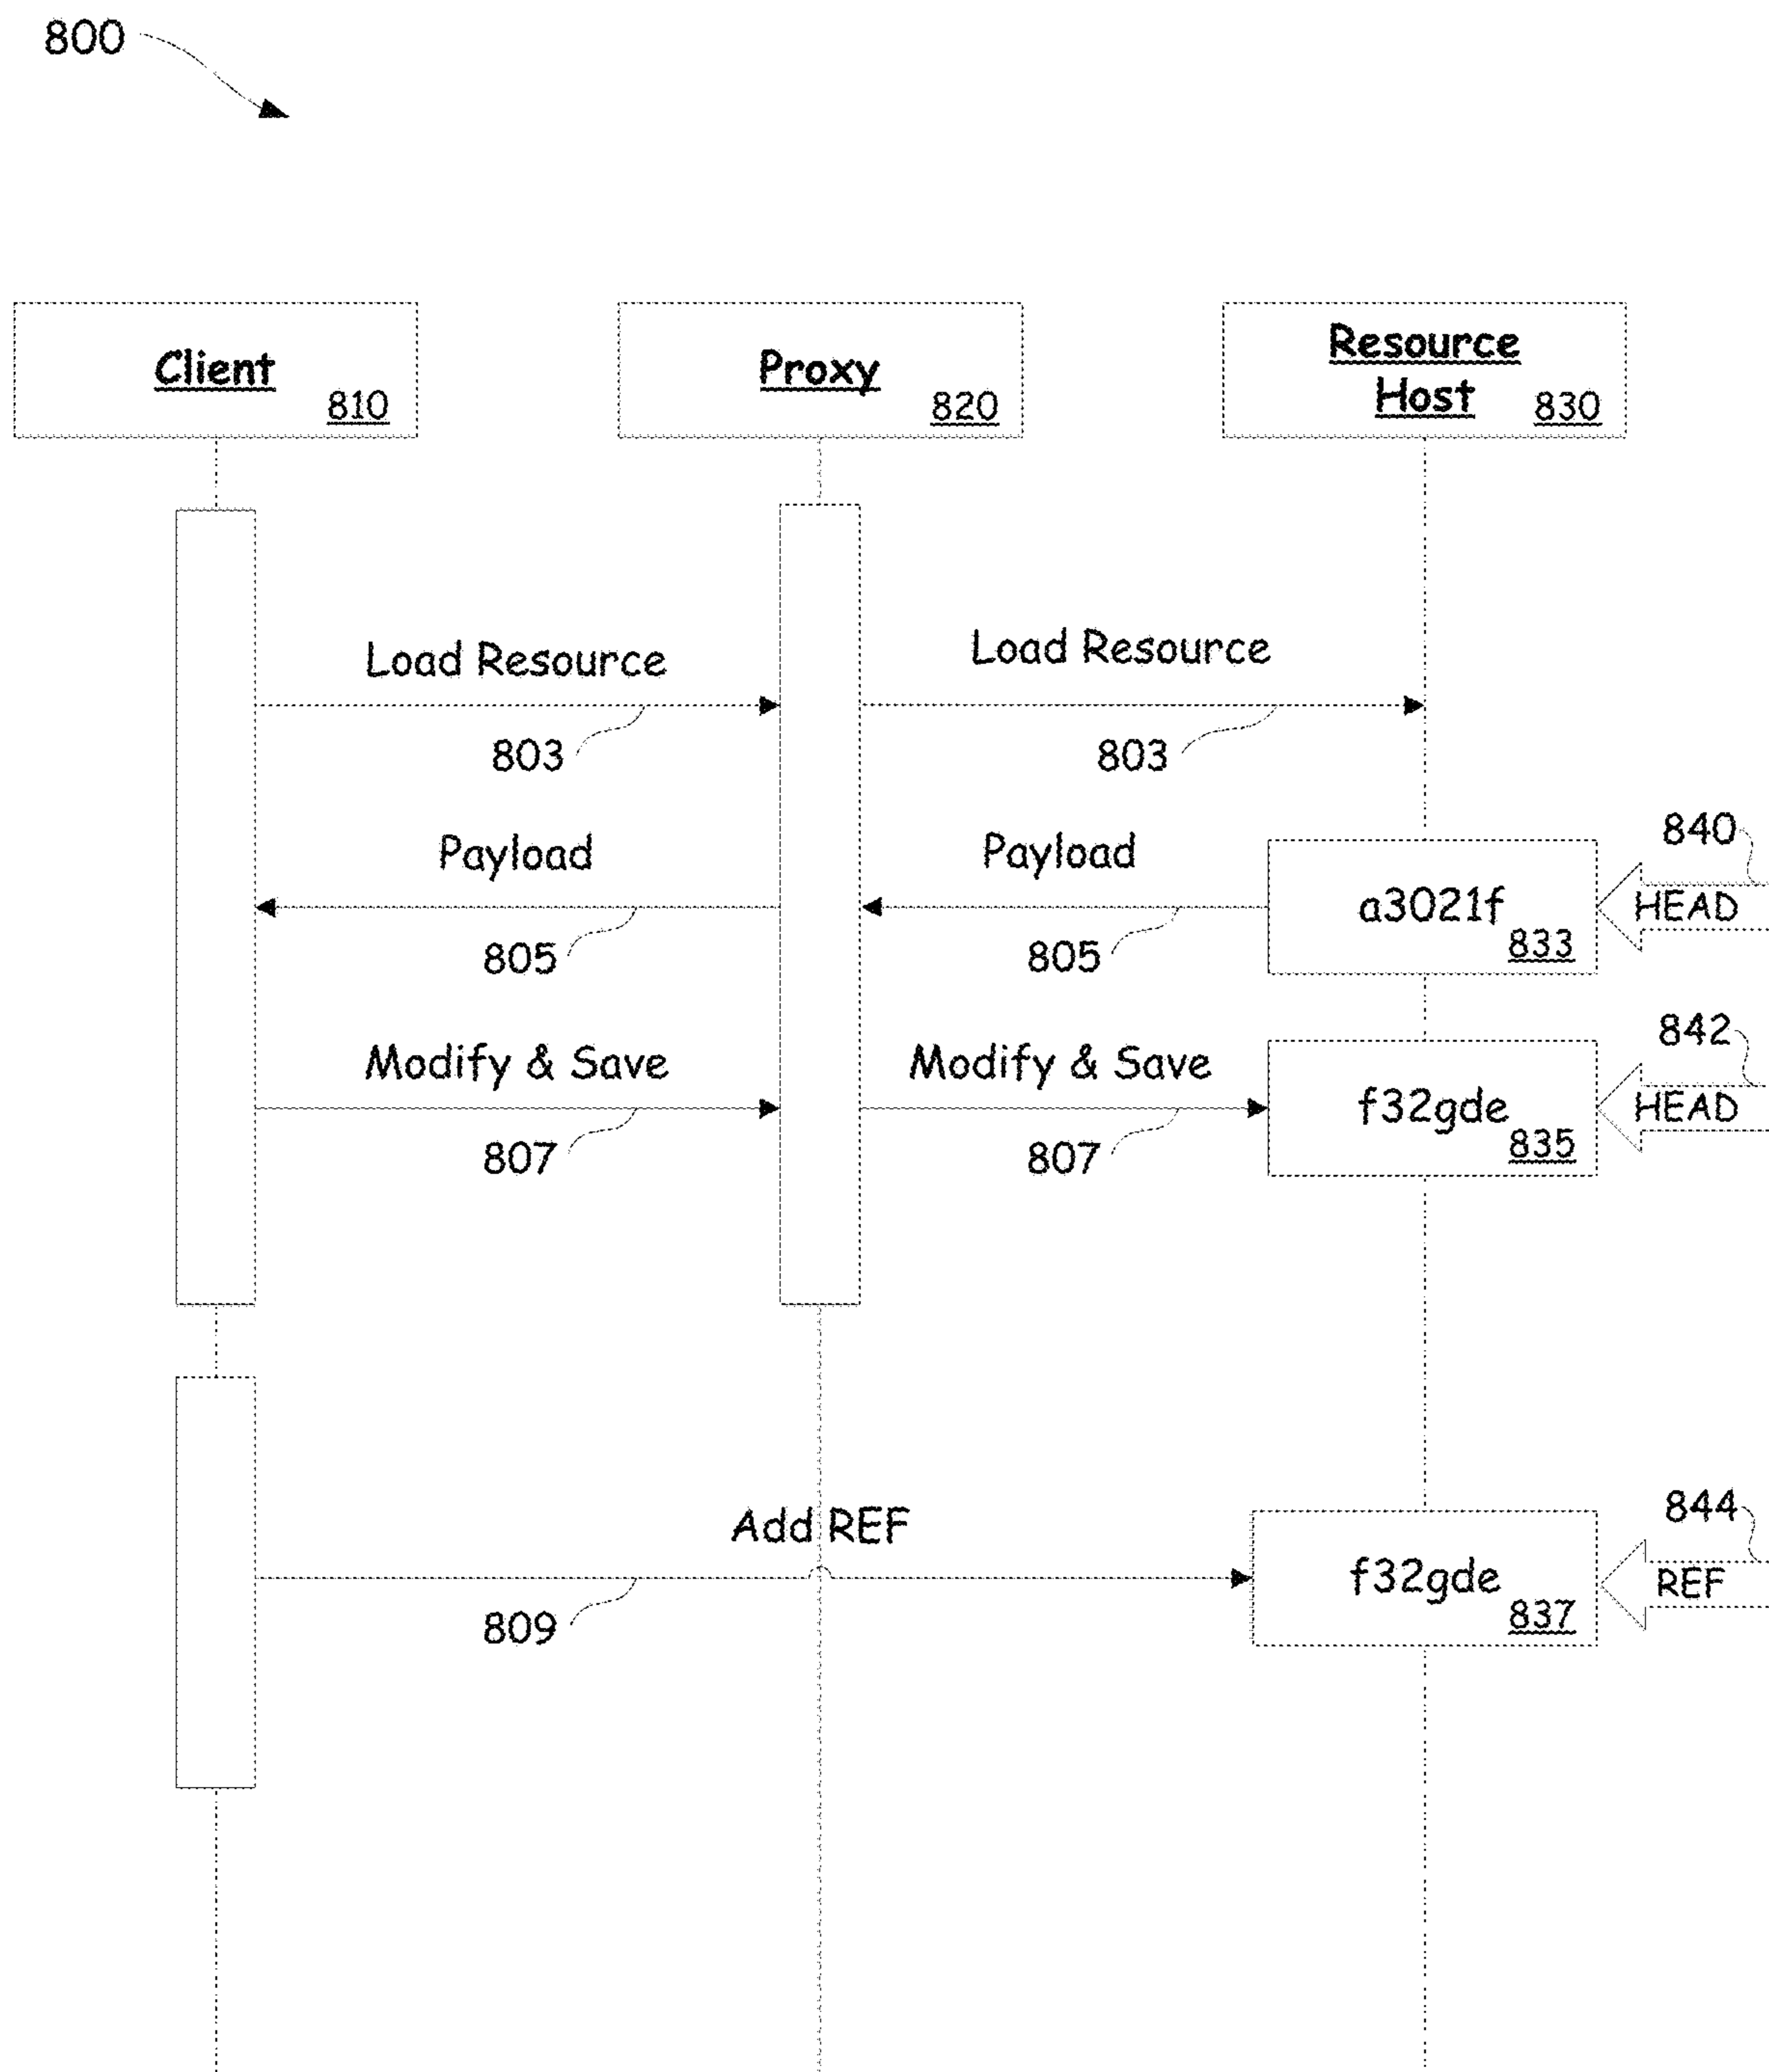 800
Client
810
Proxy
820
Resource
Host
830
Load Resource
Load Resource
803
803
Payload
Payload
840
a3021f
HEAD
805
805
833
Modify & Save
Modify & Save
842
f32gde
HEAD
807
807
835
Add REF
844
f32gde
REF
809
837